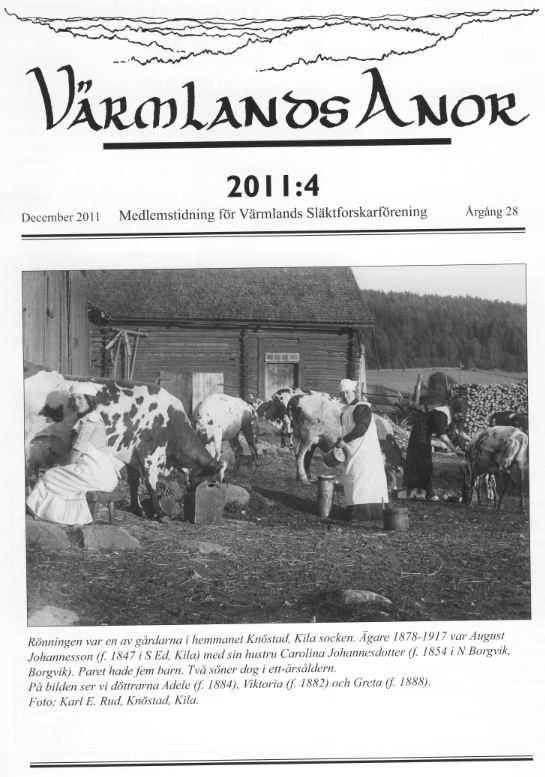 VÄRMLANDS ANOR
2011:4
December 2011 Medlemstidning för Värmlands Släktforskarförening Årgång 28
Rönningen var en av gårdarna i hemmanet Knöstad, Kila socken. Ägare 1878-1917 var August
Johannesson (f. 1847 i S Ed, Kila) med sin hustru Carolina Johannesdotter (f. 1854 i N Borgvik,
Borgvik). Paret hade fem barn. Två söner dog i ett-årsåldern.
På bilden ser vi döttrarna Adele (f. 1884), Viktoria (f. 1882) och Greta (f. 1888).
Foto: Karl E. Rud, Knöstad, Kila.